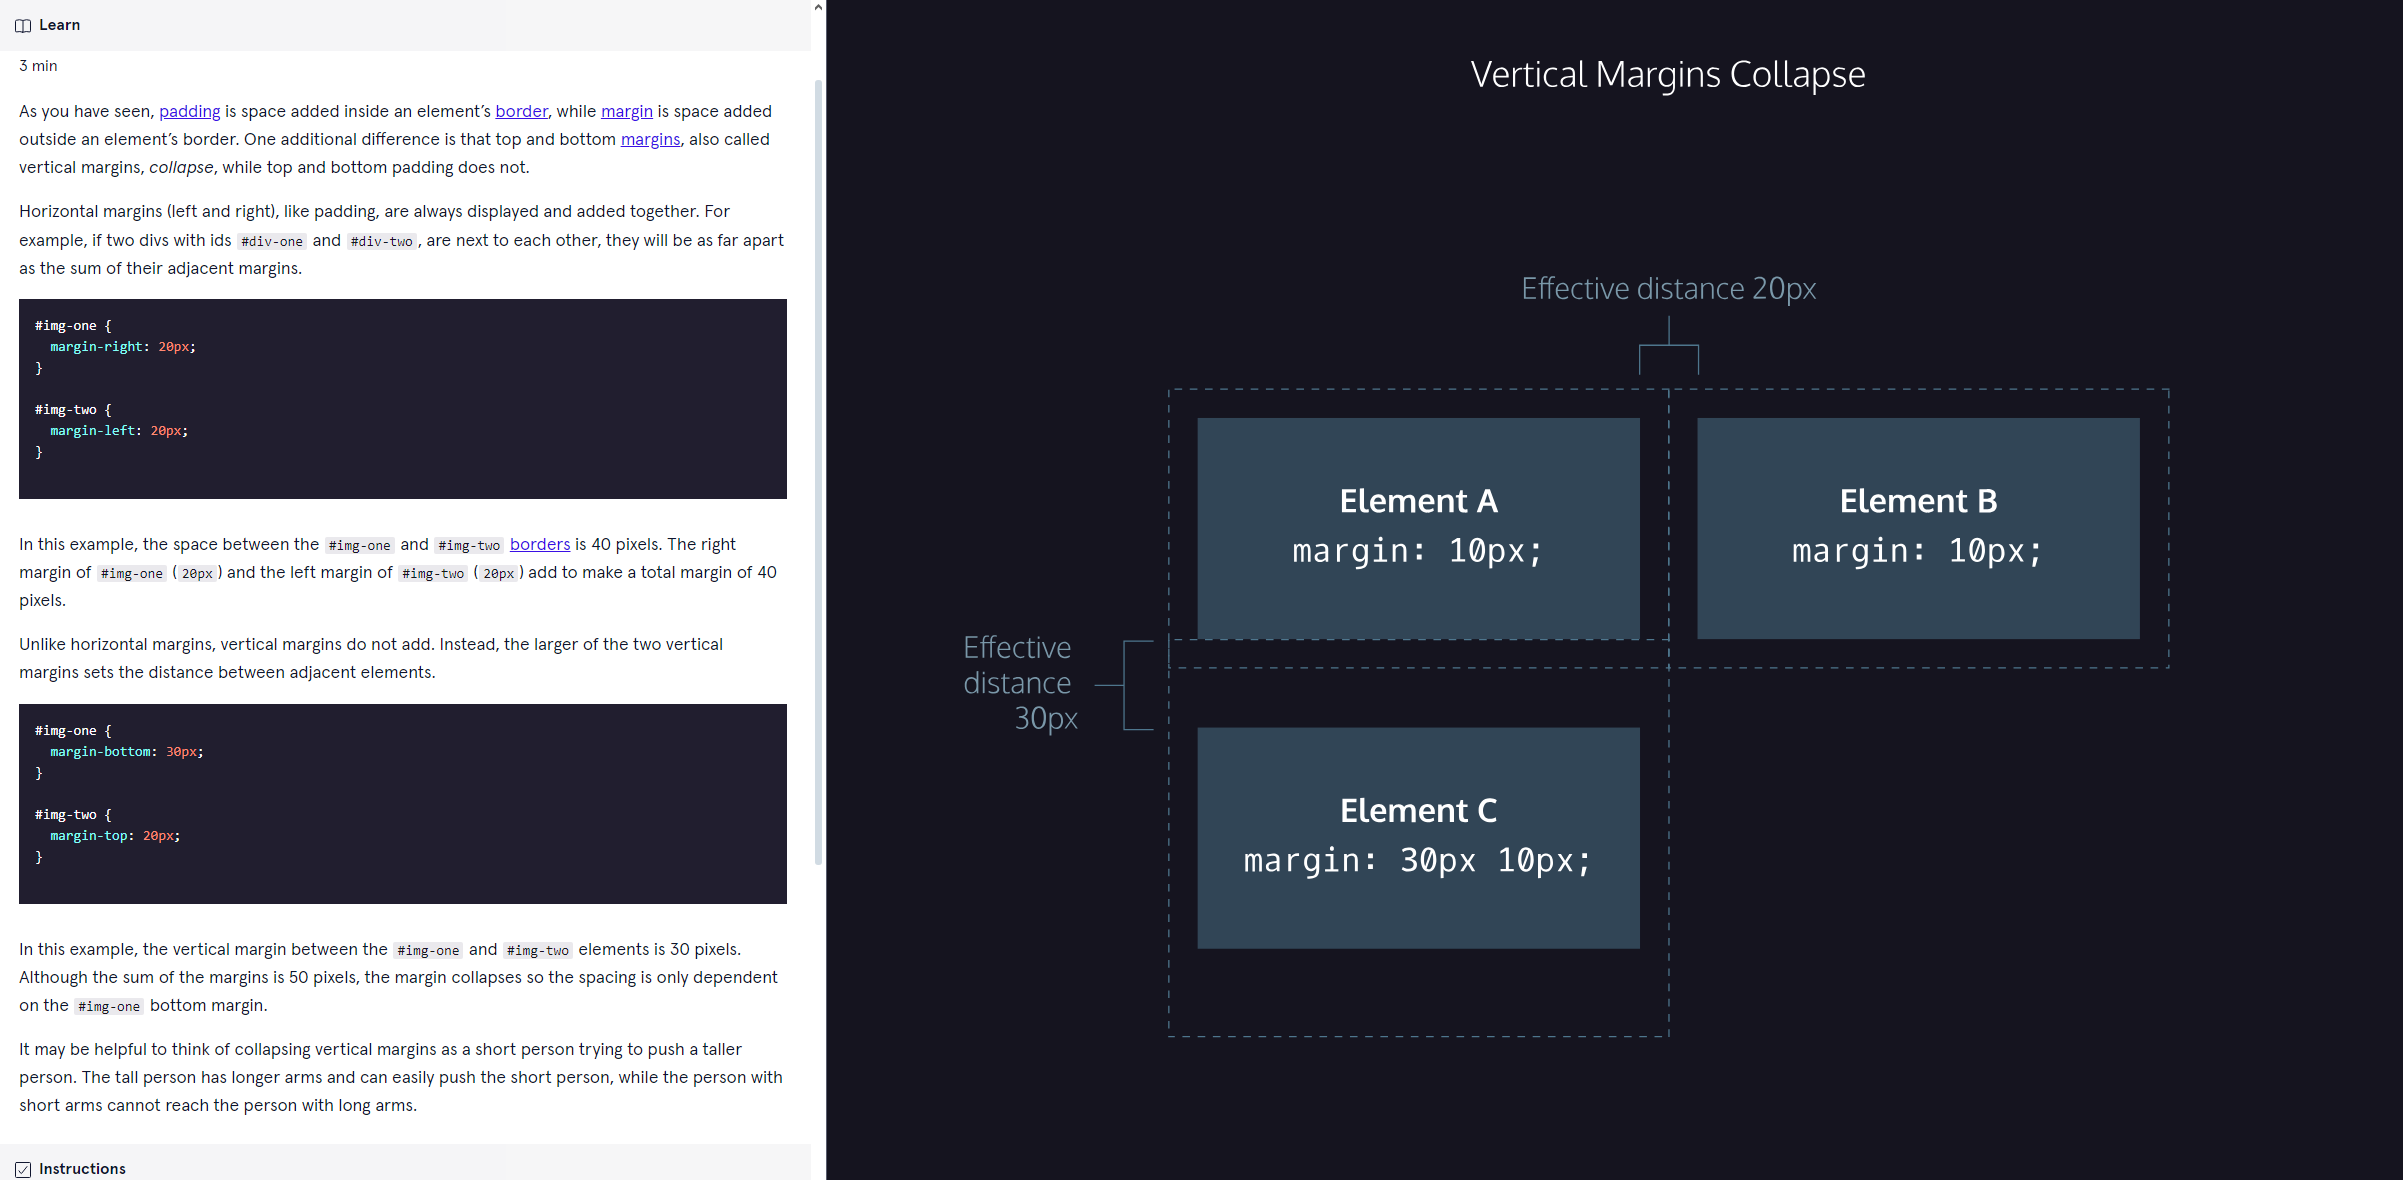 Learn
3 min
As you have seen, padding is space added inside an element’s border, while margin is space added
outside an element’s border. One additional difference is that top and bottom margins, also called
vertical margins, collapse, while top and bottom padding does not.
Horizontal margins (left and right), like padding, are always displayed and added together. For
example, if two divs with ids #div-one and #div-two, are next to each other, they will be as far apart
as the sum of their adjacent margins.
#img-one {
  margin-right: 20px;
}
#img-two {
  margin-left: 20px;
}
In this example, the space between the #img-one and #img-two borders is 40 pixels. The right
margin of #img-one (20px) and the left margin of #img-two (20px) add to make a total margin of 40
pixels.
Unlike horizontal margins, vertical margins do not add. Instead, the larger of the two vertical
margins sets the distance between adjacent elements.
#img-one {
  margin-bottom: 30px;
}
#img-two {
  margin-top: 20px;
}
In this example, the vertical margin between the #img-one and #img-two elements is 30 pixels.
Although the sum of the margins is 50 pixels, the margin collapses so the spacing is only dependent
on the #img-one bottom margin.
It may be helpful to think of collapsing vertical margins as a short person trying to push a taller
person. The tall person has longer arms and can easily push the short person, while the person with
short arms cannot reach the person with long arms.
Instructions
Vertical Margins Collapse
Effective distance 20px
Element A
margin: 10px;
Element B
margin: 10px;
Effective
distance
30px
Element C
margin: 30px 10px;